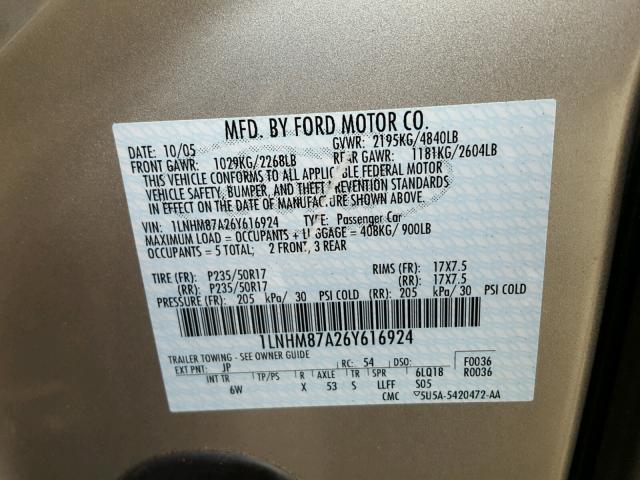 MFD. BY FORD MOTOR CO.
DATE: 10/05 GVWR: 2195KG/4840LB
FRONT GAWR: 1029KG/2268LB REAR GAWR: 1181KG/2604LB
THIS VEHICLE CONFORMS TO ALL APPLICABLE FEDERAL MOTOR
VEHICLE SAFETY, BUMPER, AND THEFT PREVENTION STANDARDS
IN EFFECT ON THE DATE OF MANUFACTURE SHOWN ABOVE.
VIN: 1LNHM87A26Y616924 TYPE: Passenger Car
MAXIMUM LOAD = OCCUPANTS + LUGGAGE = 408KG/ 900LB
OCCUPANTS = 5 TOTAL; 2 FRONT, 3 REAR
TIRE (FR): P235/50R17 RIMS (FR): 17X7.5
(RR): P235/50R17 (RR): 17X7.5
PRESSURE (FR): 205 kPa/ 30 PSI COLD (RR): 205 kPa/ 30 PSI COLD
1LNHM87A26Y616924
TRAILER TOWING - SEE OWNER GUIDE
EXT PNT: JP RC: 54 DSO: F0036
INT TR TP/PS R AXLE TR SPR 6LQ18 R0036
6W X 53 S LLFF S05
CMC ▽5U5A-5420472-AA